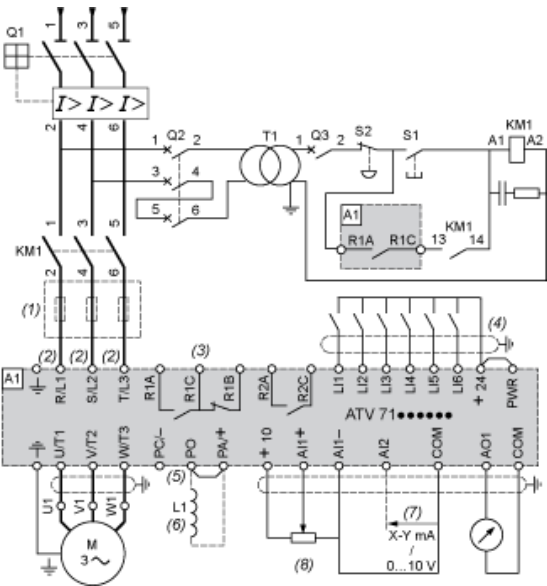 1 3 5
Q1
I> I> I>
2 4 6
1 Q2 2
T1
1 Q3 2
S2
S1
KM1
A1 A2
3 4
5 6
A1
R1A R1C
KM1
13 14
1 3 5
KM1
2 4 6
(1)
(2) (2) (2)
(3)
(4)
A1
R/L1 S/L2 T/L3 R1A R1C R1B R2A R2C LI1 LI2 LI3 LI4 LI5 LI6 + 24 PWR
ATV 71●●●●●●
U/T1 V/T2 W/T3 PC/- PO PA/+ + 10 AI1+ AI1- AI2 COM AO1 COM
U1 V1 W1
(5)
L1
(6)
(7)
X-Y mA
/
0...10 V
(8)
M
3 ~